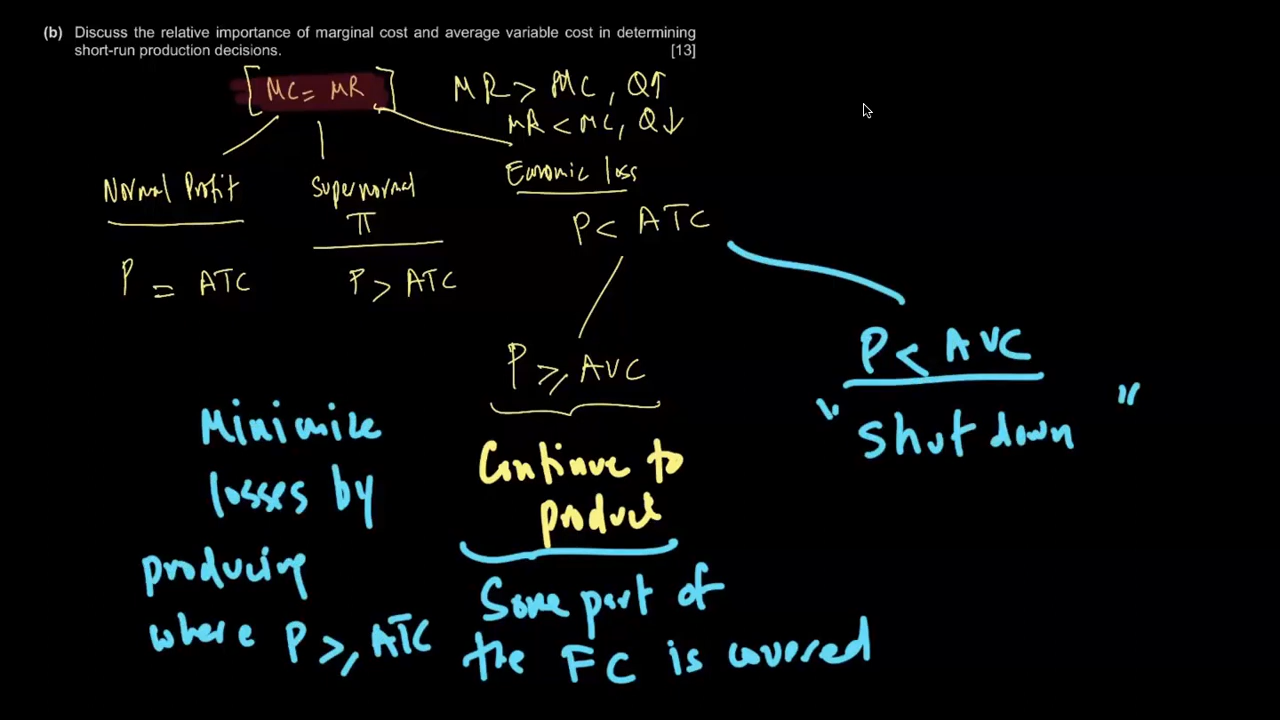 (b) Discuss the relative importance of marginal cost and average variable cost in determining
short-run production decisions. [13]
[MC = MR]
MR > MC, Q↑
MR < MC, Q↓
Normal Profit
P = ATC
Supernormal
π
P > ATC
Economic loss
P < ATC
P ⩾ AVC
Continue to
produce
Some part of
the FC is covered
P < AVC
"shut down"
Minimize
losses by
producing
where P ⩾ ATC